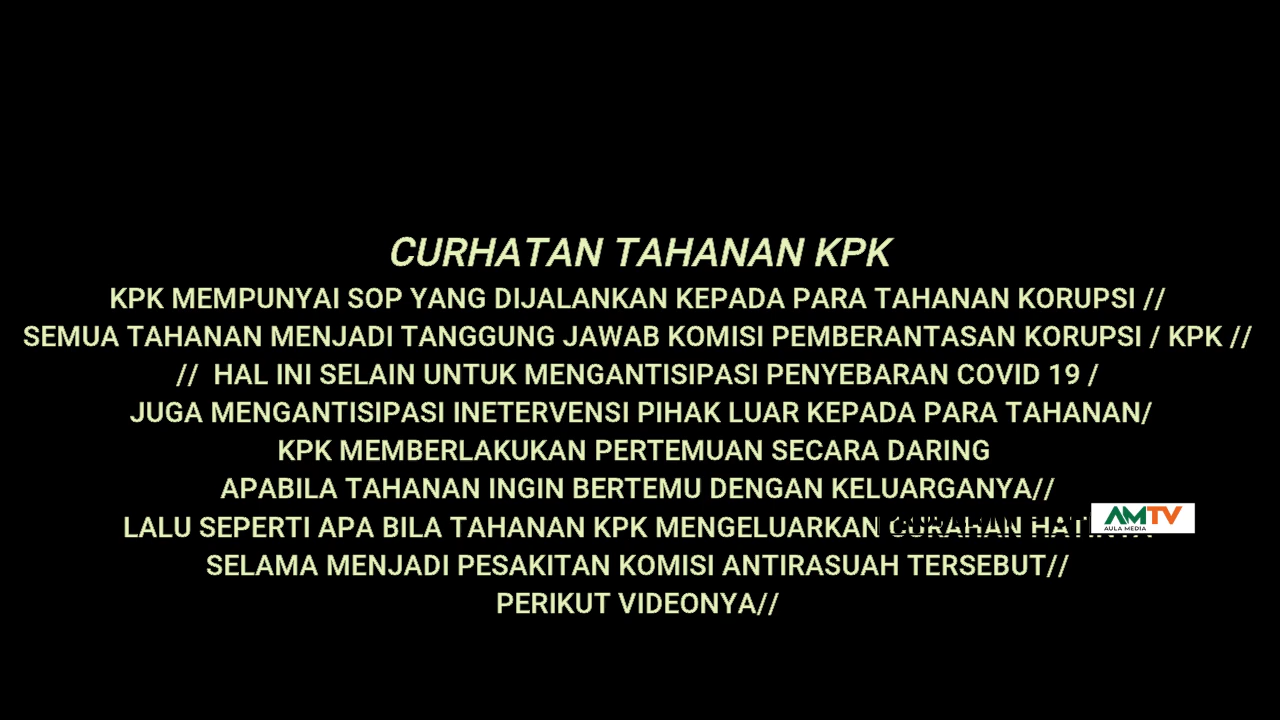 CURHATAN TAHANAN KPK
KPK MEMPUNYAI SOP YANG DIJALANKAN KEPADA PARA TAHANAN KORUPSI //
SEMUA TAHANAN MENJADI TANGGUNG JAWAB KOMISI PEMBERANTASAN KORUPSI / KPK //
// HAL INI SELAIN UNTUK MENGANTISIPASI PENYEBARAN COVID 19 /
JUGA MENGANTISIPASI INETERVENSI PIHAK LUAR KEPADA PARA TAHANAN/
KPK MEMBERLAKUKAN PERTEMUAN SECARA DARING
APABILA TAHANAN INGIN BERTEMU DENGAN KELUARGANYA//
LALU SEPERTI APA BILA TAHANAN KPK MENGELUARKAN
SELAMA MENJADI PESAKITAN KOMISI ANTIRASUAH TERSEBUT//
PERIKUT VIDEONYA//
AMTV
AULA MEDIA